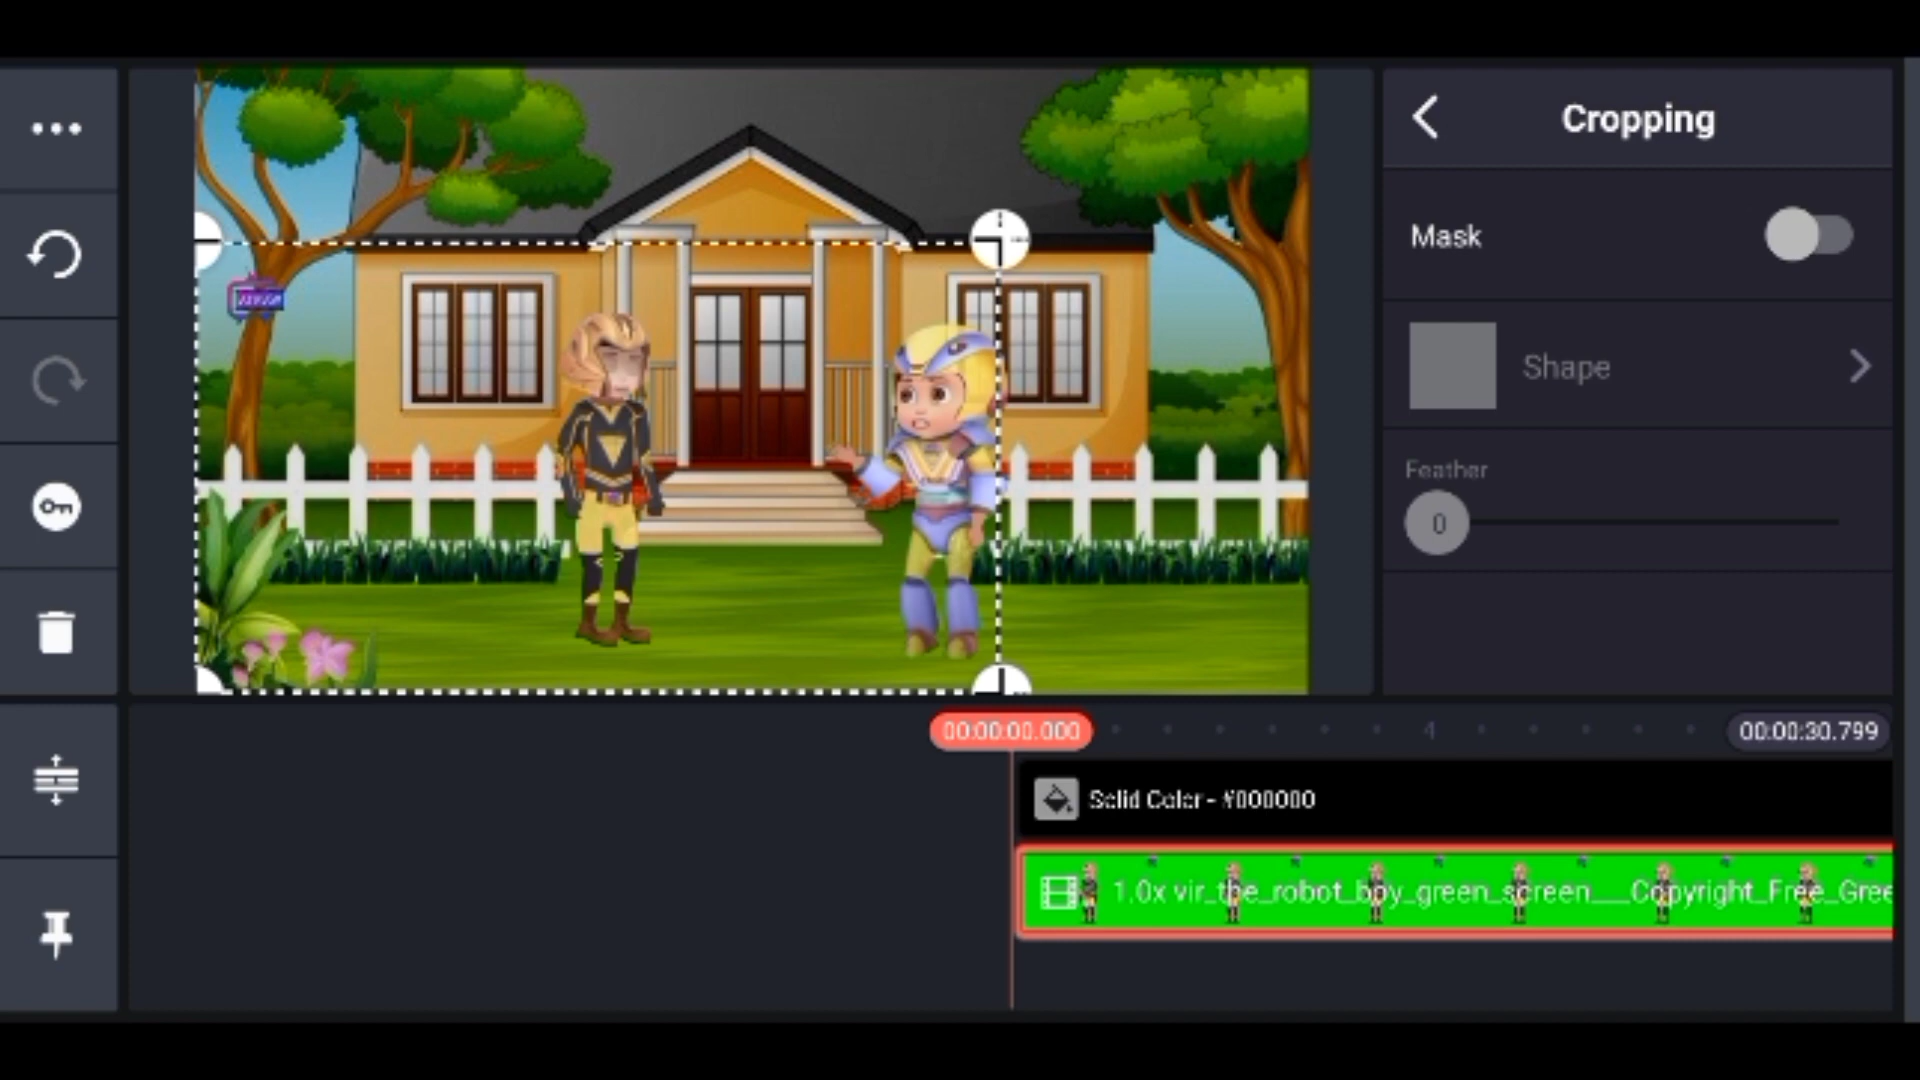 Cropping
Mask
Shape
Feather
0
00:00:00.000
4
00:00:30.799
Solid Color - #000000
1.0x vir_the_robot_boy_green_screen___Copyright_Free_Gree